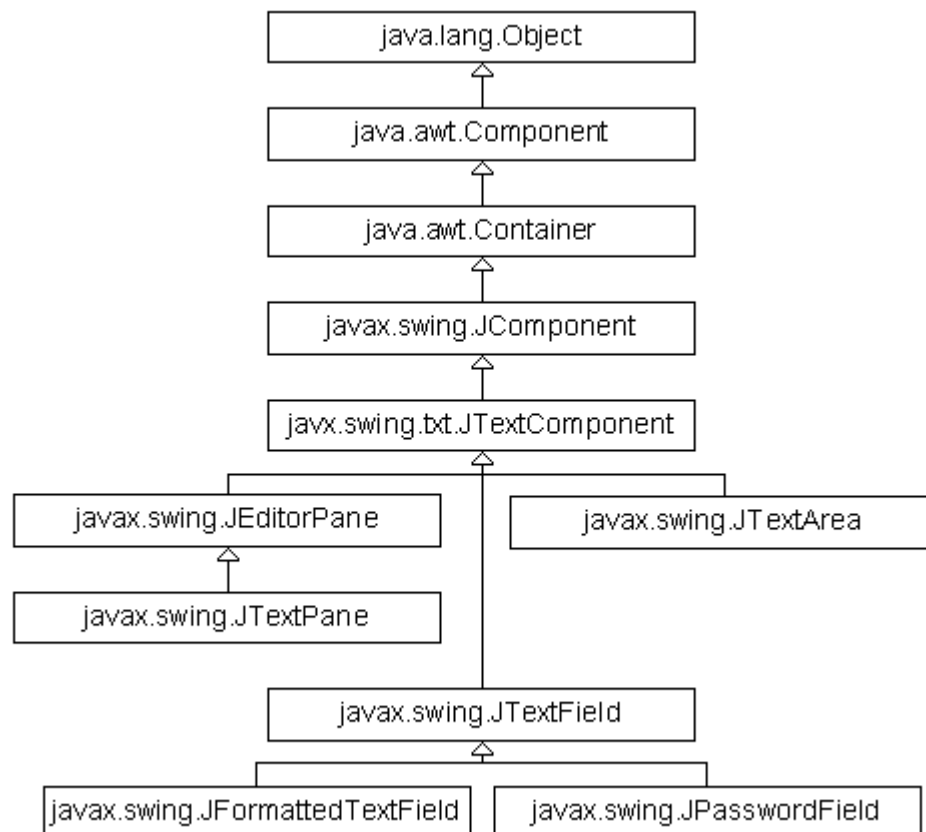 java.lang.Object
java.awt.Component
java.awt.Container
javax.swing.JComponent
javx.swing.txt.JTextComponent
javax.swing.JEditorPane
javax.swing.JTextArea
javax.swing.JTextPane
javax.swing.JTextField
javax.swing.JFormattedTextField
javax.swing.JPasswordField